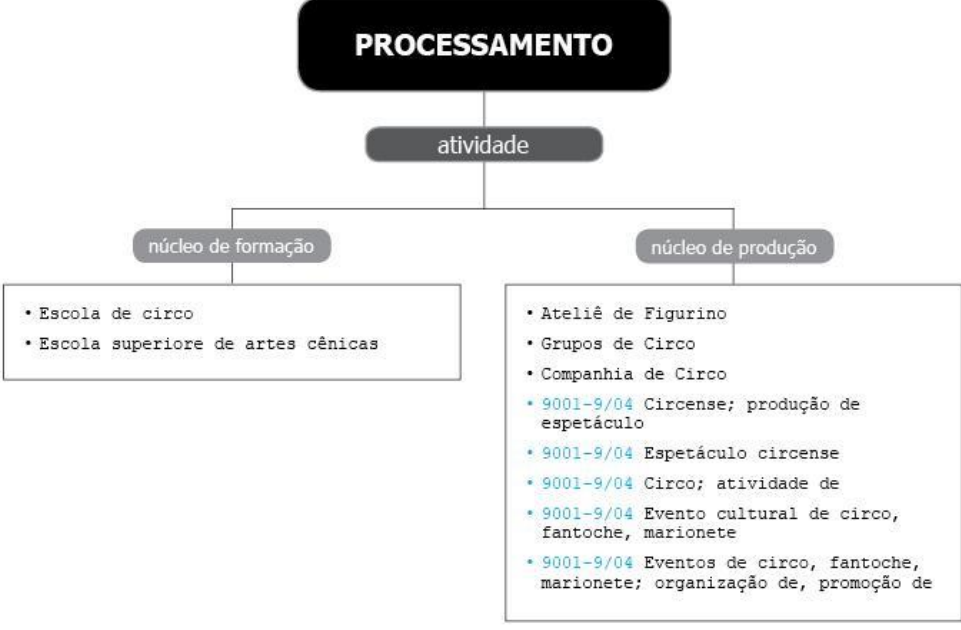 PROCESSAMENTO
atividade
núcleo de formação
• Escola de circo
• Escola superiore de artes cênicas
núcleo de produção
• Ateliê de Figurino
• Grupos de Circo
• Companhia de Circo
• 9001-9/04 Circense; produção de
espetáculo
• 9001-9/04 Espetáculo circense
• 9001-9/04 Circo; atividade de
• 9001-9/04 Evento cultural de circo,
fantoche, marionete
• 9001-9/04 Eventos de circo, fantoche,
marionete; organização de, promoção de